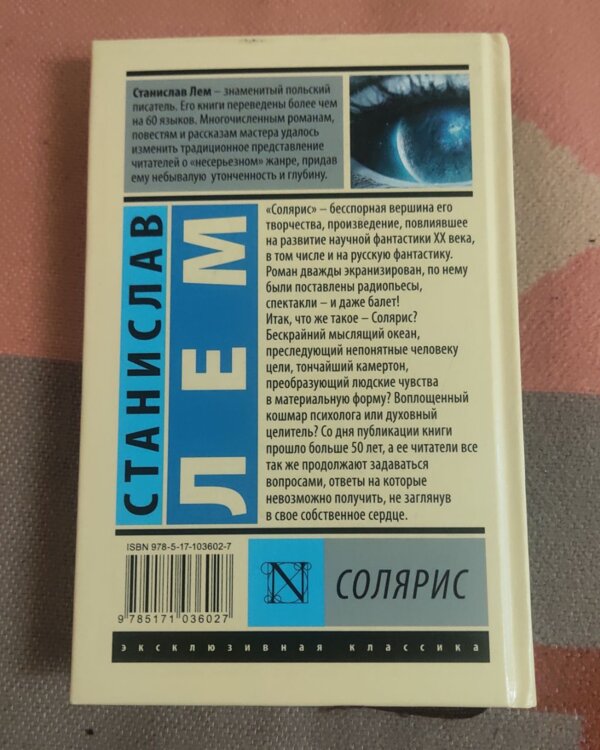 Станислав Лем – знаменитый польский
писатель. Его книги переведены более чем
на 60 языков. Многочисленным романам,
повестям и рассказам мастера удалось
изменить традиционное представление
читателей о «несерьезном» жанре, придав
ему небывалую утонченность и глубину.
СТАНИСЛАВ
ЛЕМ
«Солярис» – бесспорная вершина его
творчества, произведение, повлиявшее
на развитие научной фантастики XX века,
в том числе и на русскую фантастику.
Роман дважды экранизирован, по нему
были поставлены радиопьесы,
спектакли – и даже балет!
Итак, что же такое – Солярис?
Бескрайний мыслящий океан,
преследующий непонятные человеку
цели, тончайший камертон,
преобразующий людские чувства
в материальную форму? Воплощенный
кошмар психолога или духовный
целитель? Со дня публикации книги
прошло больше 50 лет, а ее читатели все
так же продолжают задаваться
вопросами, ответы на которые
невозможно получить, не заглянув
в свое собственное сердце.
ISBN 978-5-17-103602-7
9 785171 036027
N
СОЛЯРИС
эксклюзивная классика